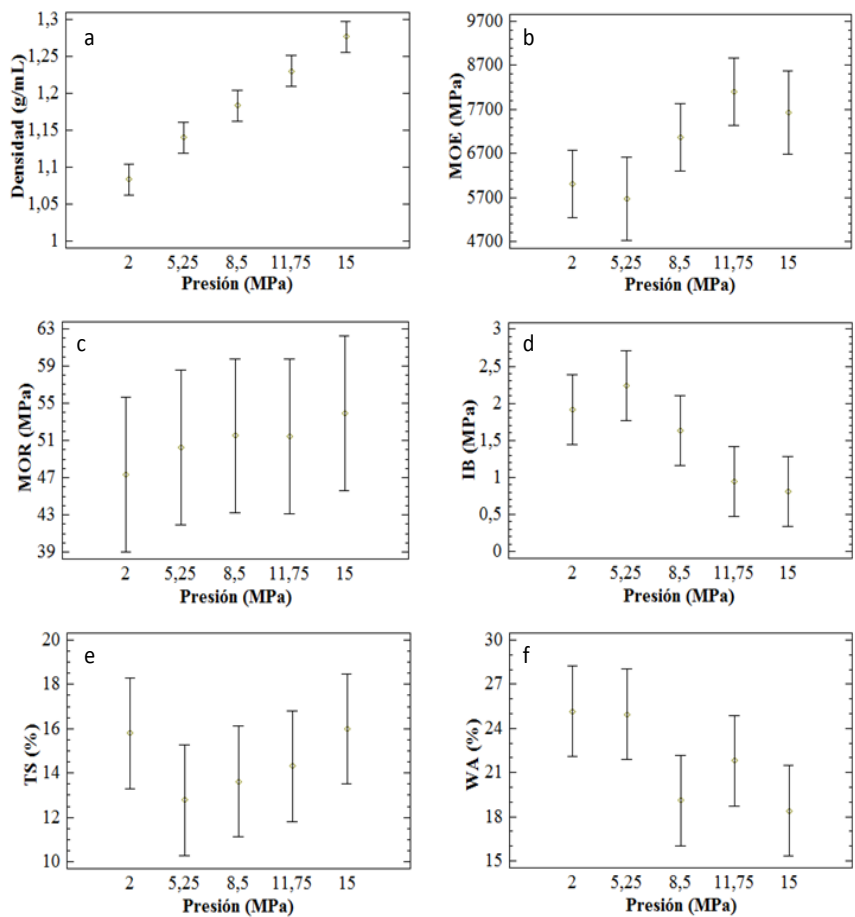 a
1,3
1,25
1,2
1,15
1,1
1,05
1
Densidad (g/mL)
2 5,25 8,5 11,75 15
Presión (MPa)
b
9700
8700
7700
6700
5700
4700
MOE (MPa)
2 5,25 8,5 11,75 15
Presión (MPa)
c
63
59
51
47
43
39
MOR (MPa)
2 5,25 8,5 11,75 15
Presión (MPa)
d
3
2,5
2
1,5
1
0,5
0
IB (MPa)
2 5,25 8,5 11,75 15
Presión (MPa)
e
20
18
16
14
12
10
TS (%)
2 5,25 8,5 11,75 15
Presión (MPa)
f
30
27
24
21
18
15
WA (%)
2 5,25 8,5 11,75 15
Presión (MPa)